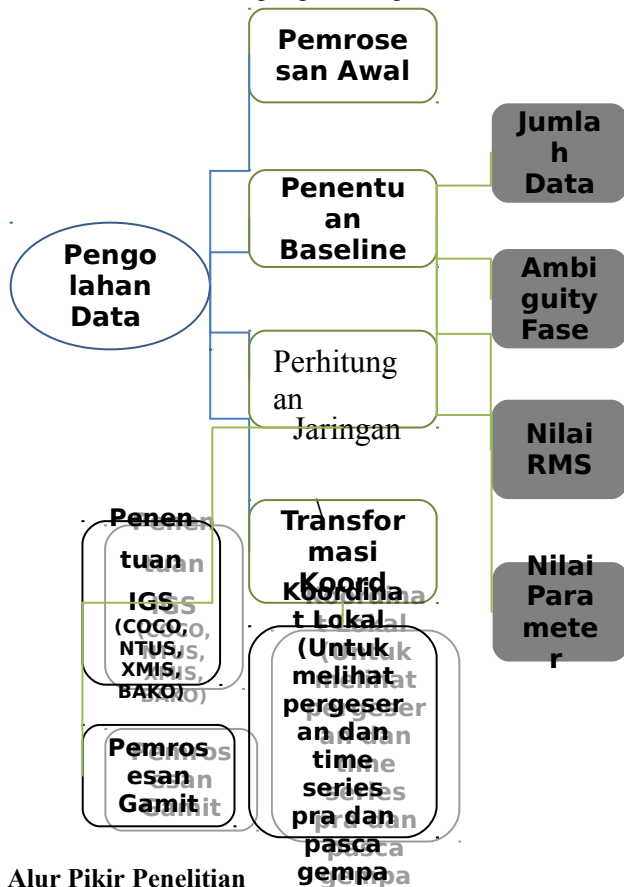 Pemrose
san Awal
Jumla
h
Data
Penentu
an
Baseline
Pengo
lahan
Data
Ambi
guity
Fase
Perhitung
an
Jaringan
Nilai
RMS
Transfor
masi
Koord
Nilai
Para
mete
r
Penen
tuan
IGS
(COCO,
NTUS,
XMIS,
BAKO)
Koordina
t Lokal
(Untuk
melihat
pergeser
an dan
time
series
pra dan
pasca
gempa
Pemros
esan
Gamit
Alur Pikir Penelitian